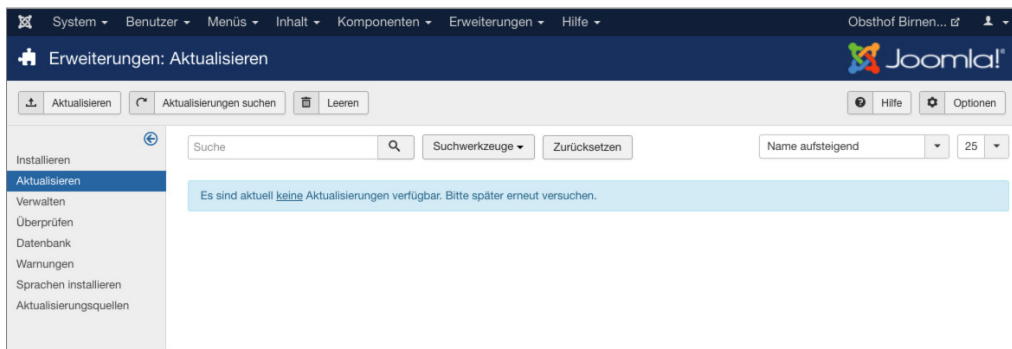 System Benutzer Menüs Inhalt Komponenten Erweiterungen Hilfe Obsthof Birnen...
Erweiterungen: Aktualisieren Joomla!®
Aktualisieren Aktualisierungen suchen Leeren Hilfe Optionen
Suche Suchwerkzeuge Zurücksetzen Name aufsteigend 25
Installieren
Aktualisieren
Es sind aktuell keine Aktualisierungen verfügbar. Bitte später erneut versuchen.
Verwalten
Überprüfen
Datenbank
Warnungen
Sprachen installieren
Aktualisierungsquellen